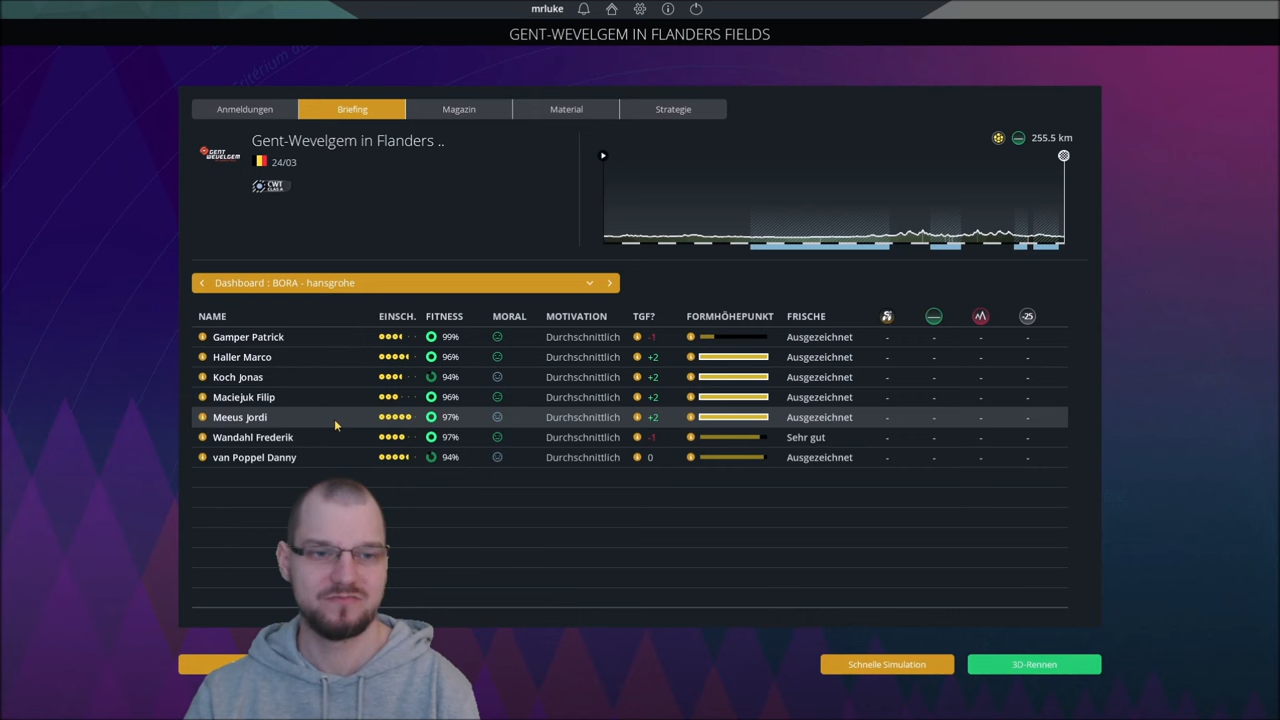 mrluke
GENT-WEVELGEM IN FLANDERS FIELDS
Anmeldungen Briefing Magazin Material Strategie
Gent-Wevelgem in Flanders ..
24/03
GENT WEVELGEM
CWT
255.5 km
Dashboard : BORA - hansgrohe
NAME EINSCH. FITNESS MORAL MOTIVATION TGF? FORMHÖHEPUNKT FRISCHE -25
Gamper Patrick 99% Durchschnittlich -1 Ausgezeichnet - - - -
Haller Marco 96% Durchschnittlich +2 Ausgezeichnet - - - -
Koch Jonas 94% Durchschnittlich +2 Ausgezeichnet - - - -
Maciejuk Filip 96% Durchschnittlich +2 Ausgezeichnet - - - -
Meeus Jordi 97% Durchschnittlich +2 Ausgezeichnet - - - -
Wandahl Frederik 97% Durchschnittlich -1 Sehr gut - - - -
van Poppel Danny 94% Durchschnittlich 0 Ausgezeichnet - - - -
Schnelle Simulation 3D-Rennen